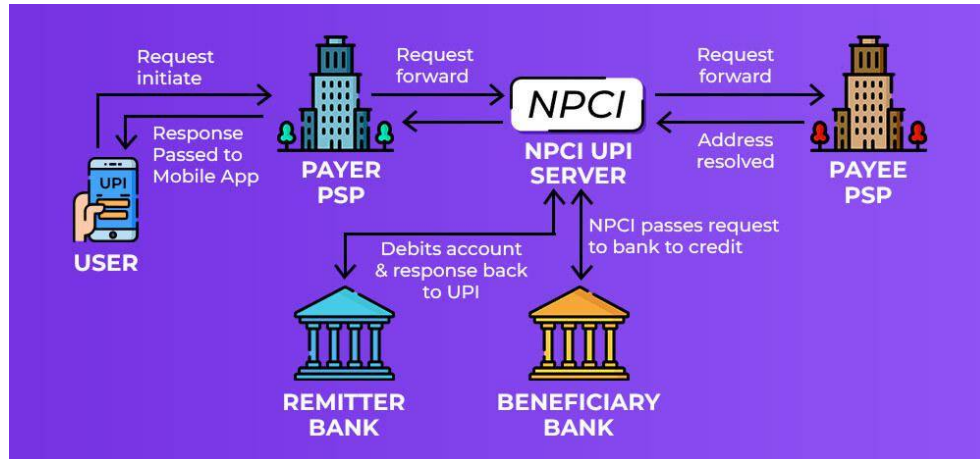 Request
initiate
Request
forward
Request
forward
NPCI
Response
Passed to
Mobile App
Address
resolved
PAYER
PSP
NPCI UPI
SERVER
PAYEE
PSP
UPI
USER
Debits account
& response back
to UPI
NPCI passes request
to bank to credit
REMITTER
BANK
BENEFICIARY
BANK